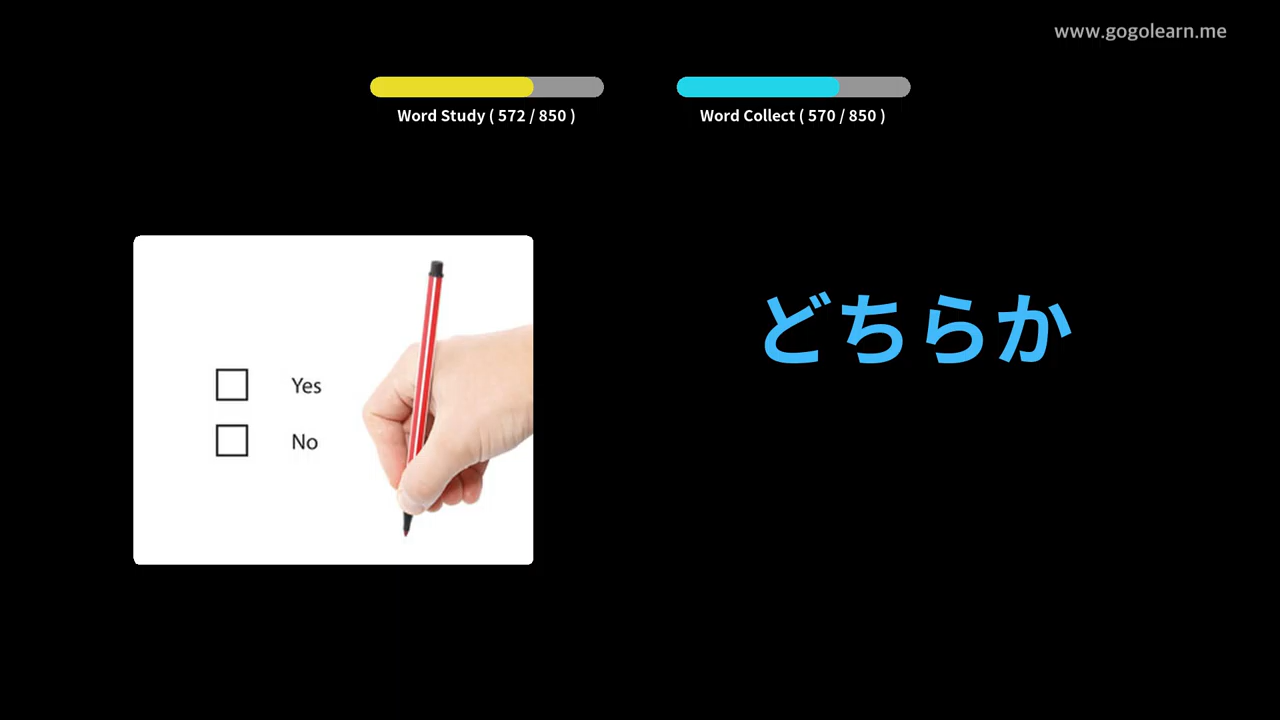 www.gogolearn.me
Word Study ( 572 / 850 )
Word Collect ( 570 / 850 )
どちらか
Yes
No